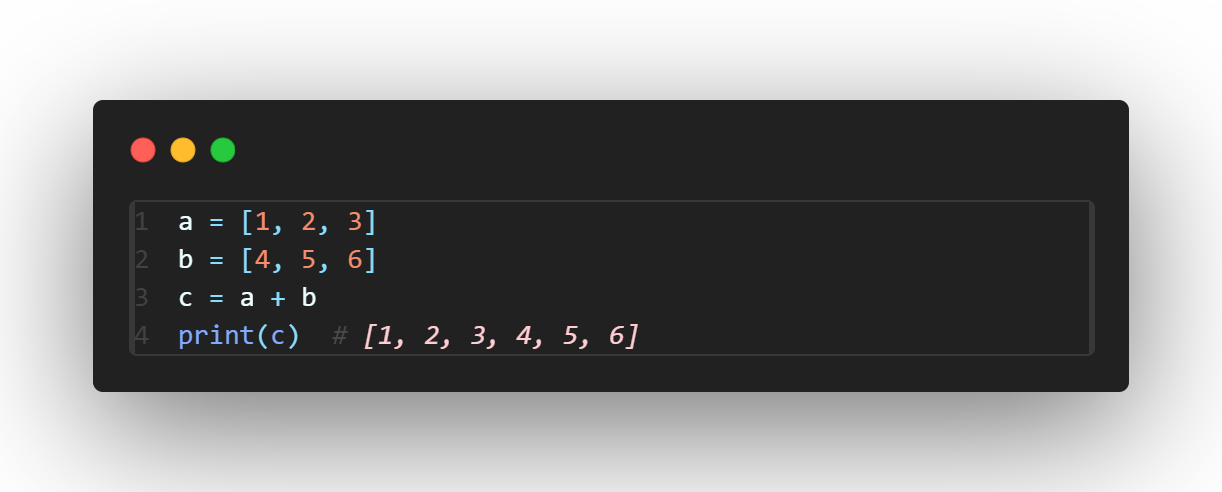 1 a = [1, 2, 3]
2 b = [4, 5, 6]
3 c = a + b
4 print(c)  # [1, 2, 3, 4, 5, 6]